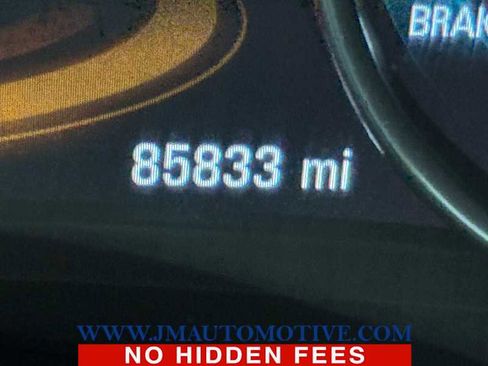 BRAK
85833 mi
WWW.JMAUTOMOTIVE.COM
NO HIDDEN FEES